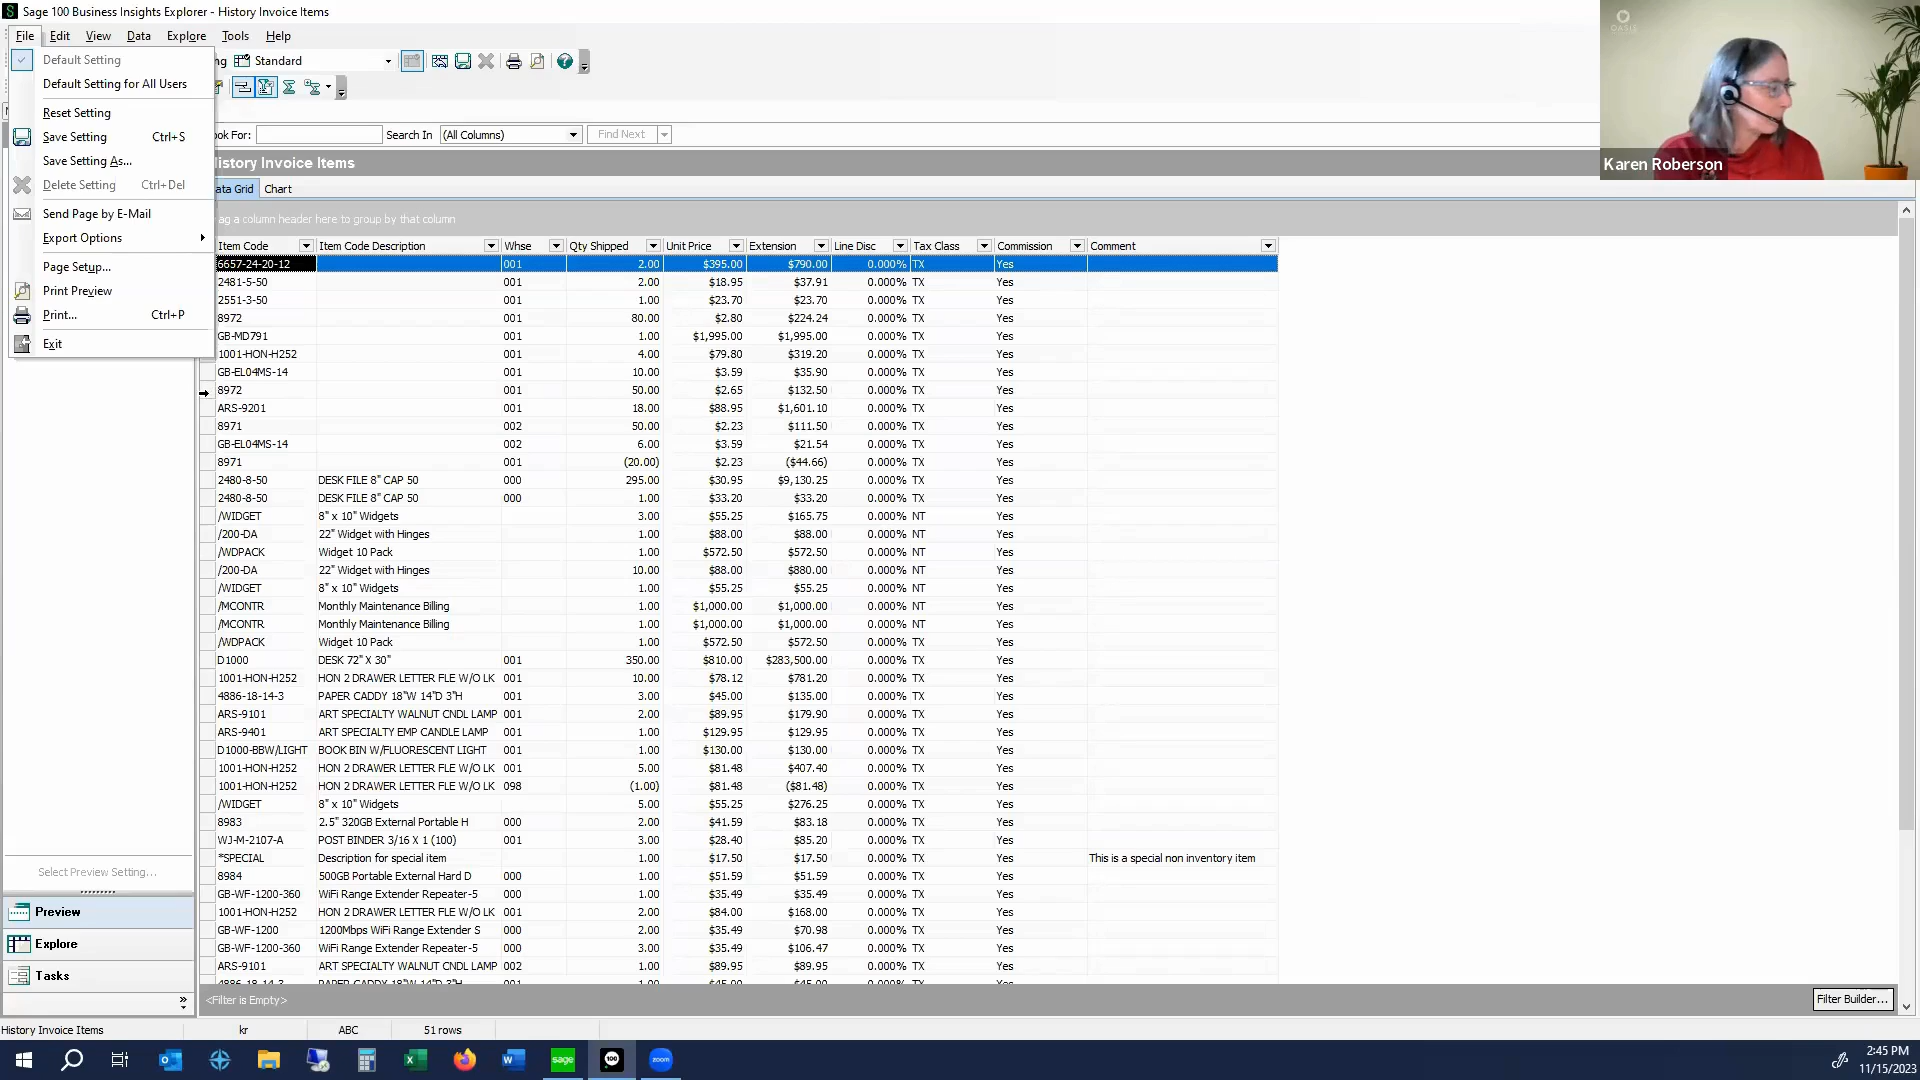 Sage 100 Business Insights Explorer - History Invoice Items
File Edit View Data Explore Tools Help
Default Setting
Default Setting for All Users
Reset Setting
Save Setting Ctrl+S
Save Setting As...
Delete Setting Ctrl+Del
Send Page by E-Mail
Export Options
Page Setup...
Print Preview
Print... Ctrl+P
Exit
Standard
ook For: Search In (All Columns) Find Next
Karen Roberson
istory Invoice Items
ata Grid Chart
ag a column header here to group by that column
Item Code Item Code Description Whse Qty Shipped Unit Price Extension Line Disc Tax Class Commission Comment
6657-24-20-12 001 2.00 $395.00 $790.00 0.000% TX Yes
2481-5-50 001 2.00 $18.95 $37.91 0.000% TX Yes
2551-3-50 001 1.00 $23.70 $23.70 0.000% TX Yes
8972 001 80.00 $2.80 $224.24 0.000% TX Yes
GB-MD791 001 1.00 $1,995.00 $1,995.00 0.000% TX Yes
1001-HON-H252 001 4.00 $79.80 $319.20 0.000% TX Yes
GB-EL04MS-14 001 10.00 $3.59 $35.90 0.000% TX Yes
8972 001 50.00 $2.65 $132.50 0.000% TX Yes
ARS-9201 001 18.00 $88.95 $1,601.10 0.000% TX Yes
8971 002 50.00 $2.23 $111.50 0.000% TX Yes
GB-EL04MS-14 002 6.00 $3.59 $21.54 0.000% TX Yes
8971 001 (20.00) $2.23 ($44.66) 0.000% TX Yes
2480-8-50 DESK FILE 8" CAP 50 000 295.00 $30.95 $9,130.25 0.000% TX Yes
2480-8-50 DESK FILE 8" CAP 50 000 1.00 $33.20 $33.20 0.000% TX Yes
/WIDGET 8" x 10" Widgets 3.00 $55.25 $165.75 0.000% NT Yes
/200-DA 22" Widget with Hinges 1.00 $88.00 $88.00 0.000% NT Yes
/WDPACK Widget 10 Pack 1.00 $572.50 $572.50 0.000% NT Yes
/200-DA 22" Widget with Hinges 10.00 $88.00 $880.00 0.000% NT Yes
/WIDGET 8" x 10" Widgets 1.00 $55.25 $55.25 0.000% NT Yes
/MCONTR Monthly Maintenance Billing 1.00 $1,000.00 $1,000.00 0.000% NT Yes
/MCONTR Monthly Maintenance Billing 1.00 $1,000.00 $1,000.00 0.000% NT Yes
/WDPACK Widget 10 Pack 1.00 $572.50 $572.50 0.000% TX Yes
D1000 DESK 72" X 30" 001 350.00 $810.00 $283,500.00 0.000% TX Yes
1001-HON-H252 HON 2 DRAWER LETTER FLE W/O LK 001 10.00 $78.12 $781.20 0.000% TX Yes
4886-18-14-3 PAPER CADDY 18"W 14"D 3"H 001 3.00 $45.00 $135.00 0.000% TX Yes
ARS-9101 ART SPECIALTY WALNUT CNDL LAMP 001 2.00 $89.95 $179.90 0.000% TX Yes
ARS-9401 ART SPECIALTY EMP CANDLE LAMP 001 1.00 $129.95 $129.95 0.000% TX Yes
D1000-BBW/LIGHT BOOK BIN W/FLUORESCENT LIGHT 001 1.00 $130.00 $130.00 0.000% TX Yes
1001-HON-H252 HON 2 DRAWER LETTER FLE W/O LK 001 5.00 $81.48 $407.40 0.000% TX Yes
1001-HON-H252 HON 2 DRAWER LETTER FLE W/O LK 098 (1.00) $81.48 ($81.48) 0.000% TX Yes
/WIDGET 8" x 10" Widgets 5.00 $55.25 $276.25 0.000% TX Yes
8983 2.5" 320GB External Portable H 000 2.00 $41.59 $83.18 0.000% TX Yes
WJ-M-2107-A POST BINDER 3/16 X 1 (100) 001 3.00 $28.40 $85.20 0.000% TX Yes
*SPECIAL Description for special item 1.00 $17.50 $17.50 0.000% TX Yes This is a special non inventory item
8984 500GB Portable External Hard D 000 1.00 $51.59 $51.59 0.000% TX Yes
GB-WF-1200-360 WiFi Range Extender Repeater-5 000 1.00 $35.49 $35.49 0.000% TX Yes
1001-HON-H252 HON 2 DRAWER LETTER FLE W/O LK 001 2.00 $84.00 $168.00 0.000% TX Yes
GB-WF-1200 1200Mbps WiFi Range Extender S 000 2.00 $35.49 $70.98 0.000% TX Yes
GB-WF-1200-360 WiFi Range Extender Repeater-5 000 3.00 $35.49 $106.47 0.000% TX Yes
ARS-9101 ART SPECIALTY WALNUT CNDL LAMP 002 1.00 $89.95 $89.95 0.000% TX Yes
4886-18-14-3 PAPER CADDY 18"W 14"D 3"H 001 1.00 $45.00 $45.00 0.000% TX Yes
Select Preview Setting...
Preview
Explore
Tasks
<Filter is Empty> Filter Builder...
History Invoice Items kr ABC 51 rows
sage 100 zoom
2:45 PM
11/15/2023